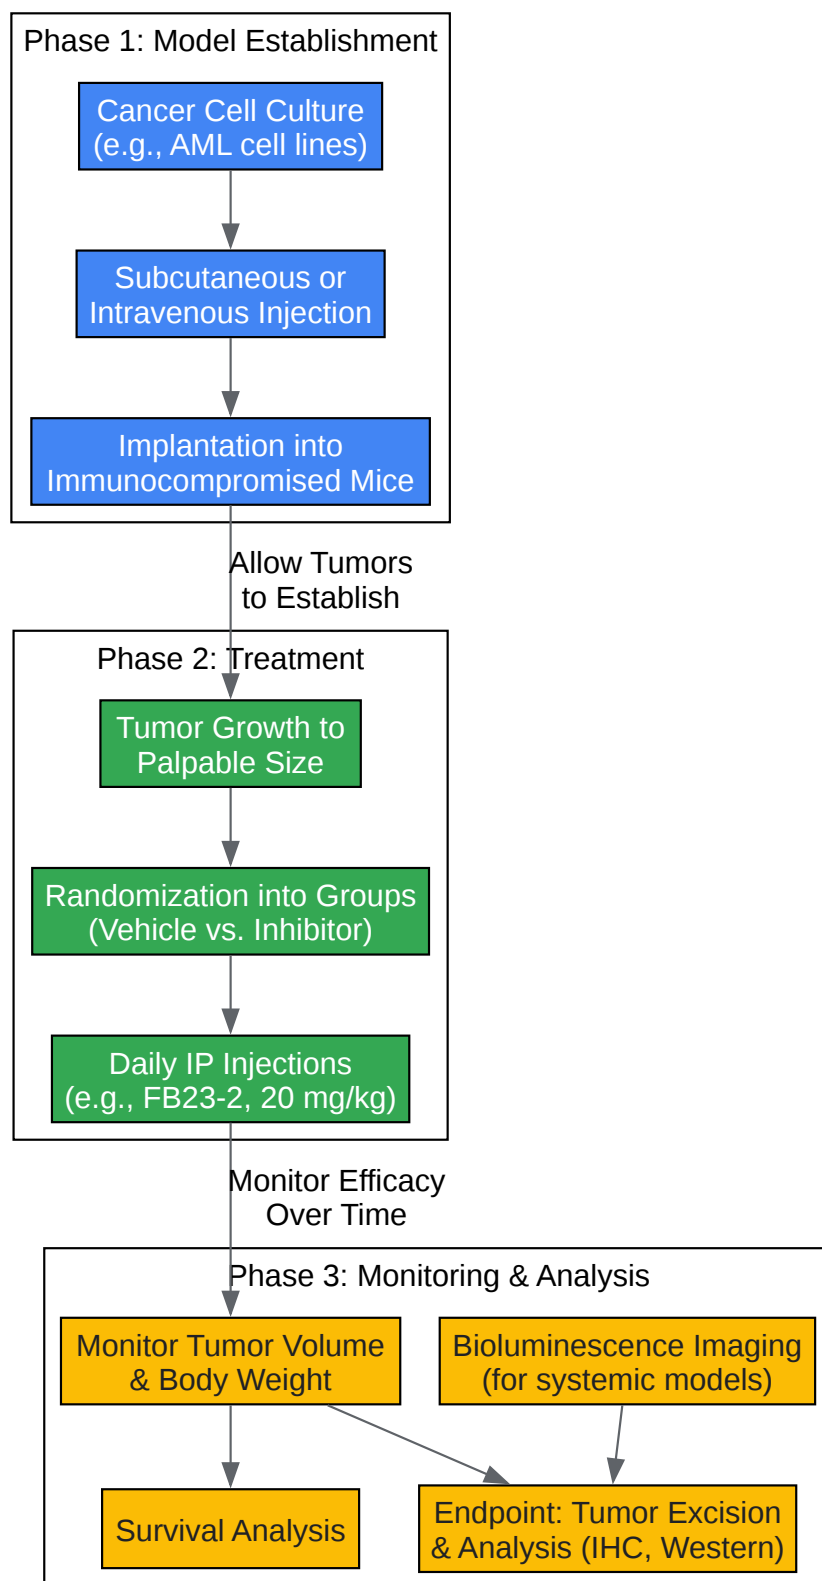 Phase 1: Model Establishment
Cancer Cell Culture
(e.g., AML cell lines)
Subcutaneous or
Intravenous Injection
Implantation into
Immunocompromised Mice
Allow Tumors
to Establish
Phase 2: Treatment
Tumor Growth to
Palpable Size
Randomization into Groups
(Vehicle vs. Inhibitor)
Daily IP Injections
(e.g., FB23-2, 20 mg/kg)
Monitor Efficacy
Over Time
Phase 3: Monitoring & Analysis
Monitor Tumor Volume
& Body Weight
Bioluminescence Imaging
(for systemic models)
Survival Analysis
Endpoint: Tumor Excision
& Analysis (IHC, Western)